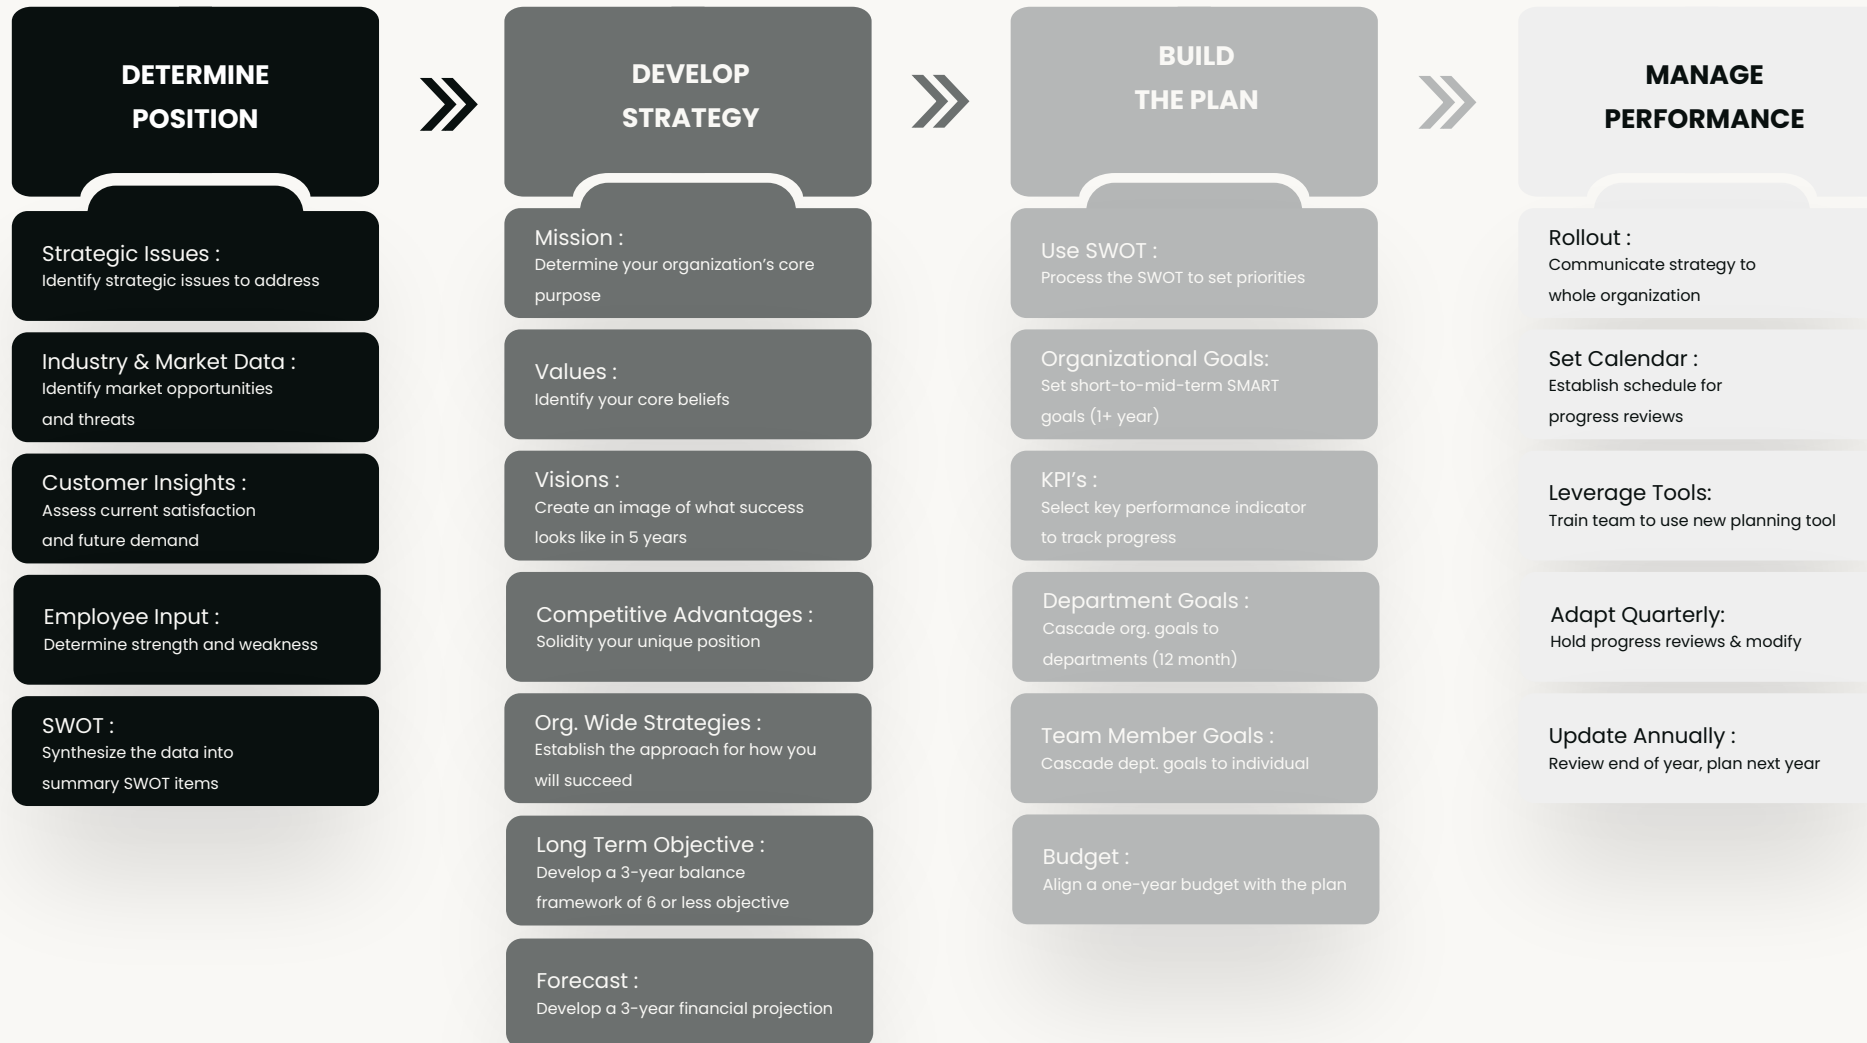 DETERMINE
POSITION
Strategic Issues :
Identify strategic issues to address
Industry & Market Data :
Identify market opportunities
and threats
Customer Insights :
Assess current satisfaction
and future demand
Employee Input :
Determine strength and weakness
SWOT :
Synthesize the data into
summary SWOT items
DEVELOP
STRATEGY
Mission :
Determine your organization’s core
purpose
Values :
Identify your core beliefs
Visions :
Create an image of what success
looks like in 5 years
Competitive Advantages :
Solidity your unique position
Org. Wide Strategies :
Establish the approach for how you
will succeed
Long Term Objective :
Develop a 3-year balance
framework of 6 or less objective
Forecast :
Develop a 3-year financial projection
BUILD
THE PLAN
Use SWOT :
Process the SWOT to set priorities
Organizational Goals:
Set short-to-mid-term SMART
goals (1+ year)
KPI’s :
Select key performance indicator
to track progress
Department Goals :
Cascade org. goals to
departments (12 month)
Team Member Goals :
Cascade dept. goals to individual
Budget :
Align a one-year budget with the plan
MANAGE
PERFORMANCE
Rollout :
Communicate strategy to
whole organization
Set Calendar :
Establish schedule for
progress reviews
Leverage Tools:
Train team to use new planning tool
Adapt Quarterly:
Hold progress reviews & modify
Update Annually :
Review end of year, plan next year